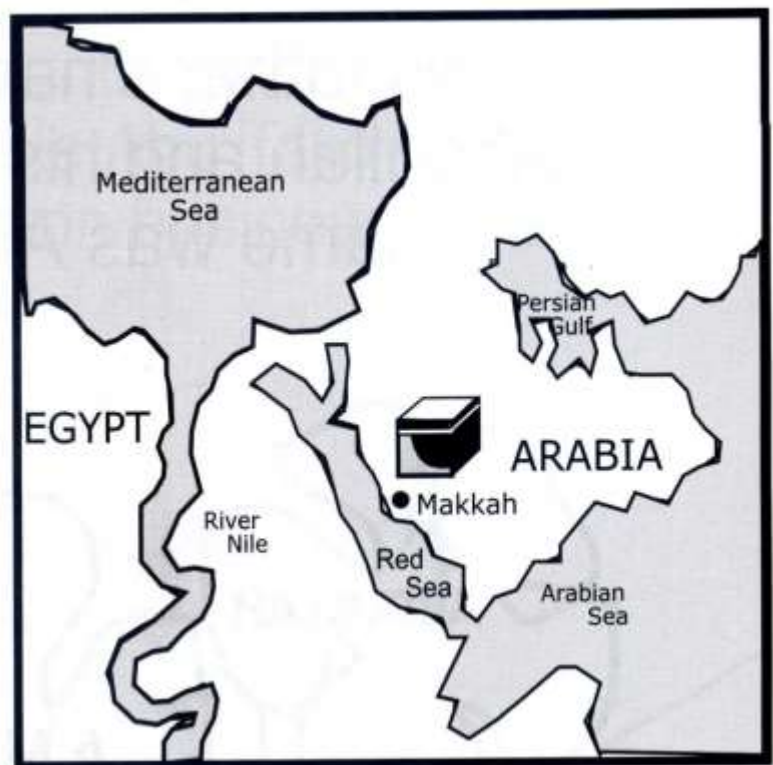 Mediterranean
Sea
Persian
Gulf
EGYPT
ARABIA
Makkah
River
Nile
Red
Sea
Arabian
Sea